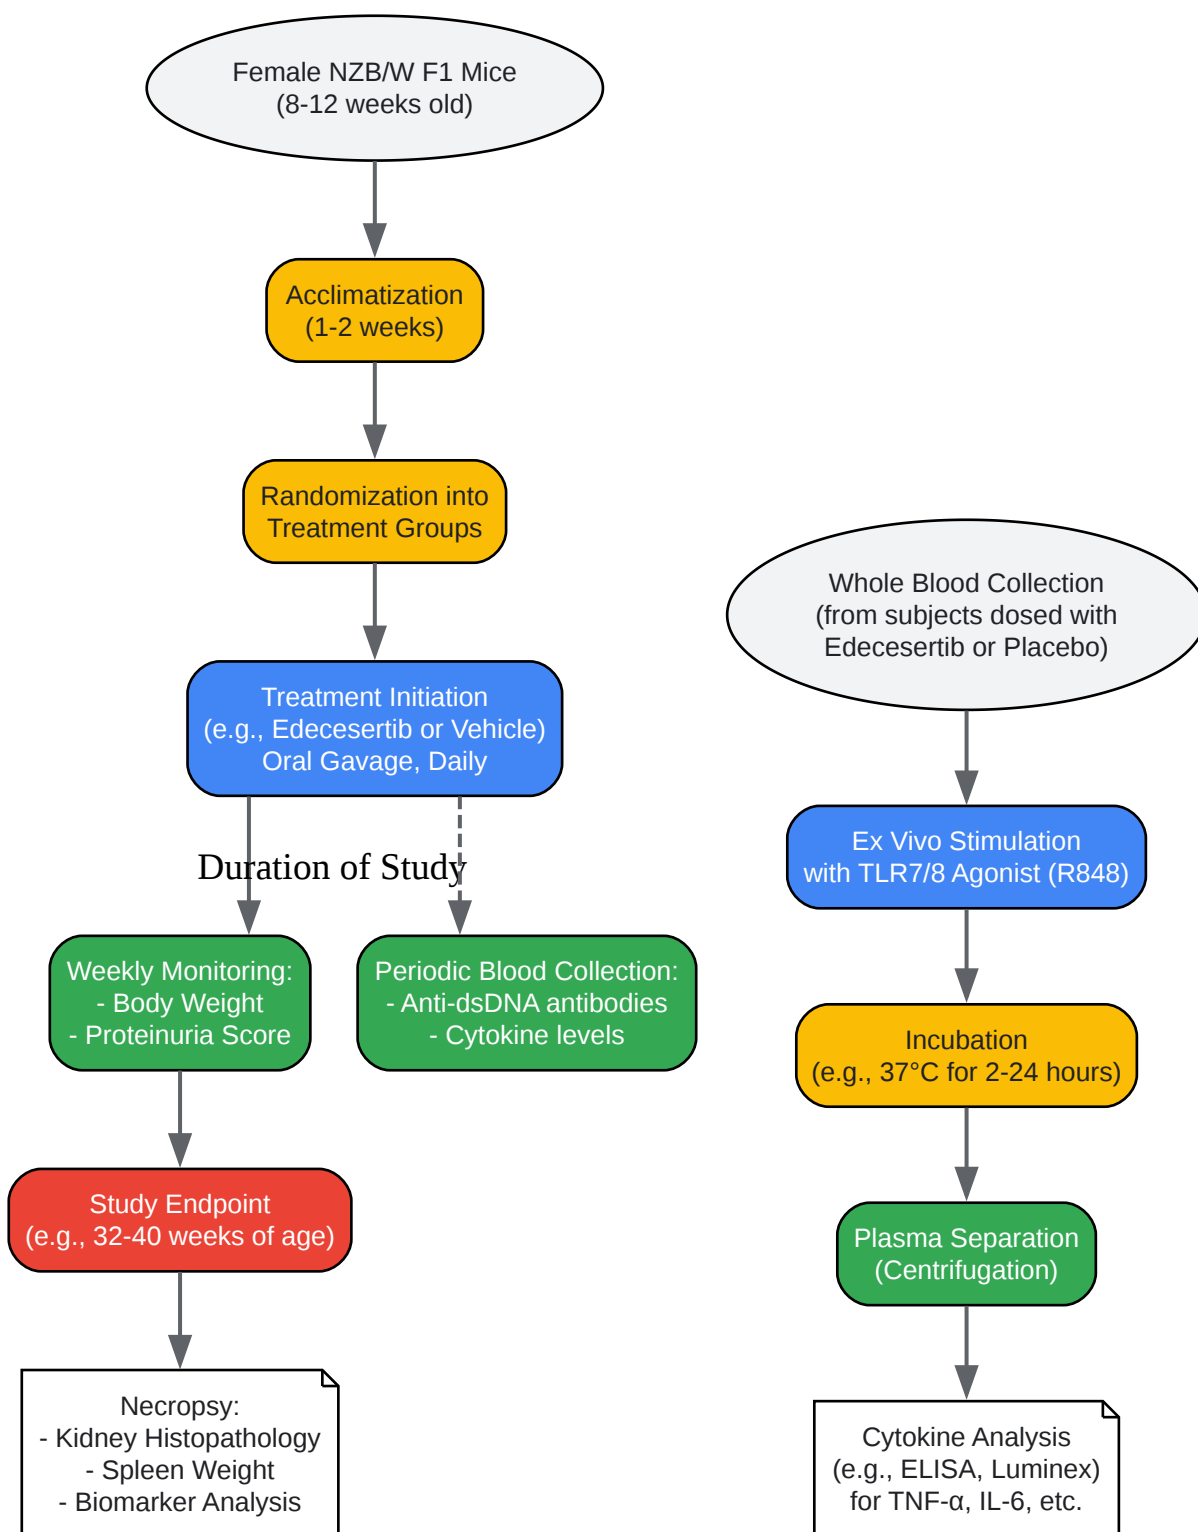 Female NZB/W F1 Mice
(8-12 weeks old)
Acclimatization
(1-2 weeks)
Randomization into
Treatment Groups
Treatment Initiation
(e.g., Edecesertib or Vehicle)
Oral Gavage, Daily
Duration of Study
Weekly Monitoring:
- Body Weight
- Proteinuria Score
Periodic Blood Collection:
- Anti-dsDNA antibodies
- Cytokine levels
Study Endpoint
(e.g., 32-40 weeks of age)
Necropsy:
- Kidney Histopathology
- Spleen Weight
- Biomarker Analysis
Whole Blood Collection
(from subjects dosed with
Edecesertib or Placebo)
Ex Vivo Stimulation
with TLR7/8 Agonist (R848)
Incubation
(e.g., 37°C for 2-24 hours)
Plasma Separation
(Centrifugation)
Cytokine Analysis
(e.g., ELISA, Luminex)
for TNF-α, IL-6, etc.